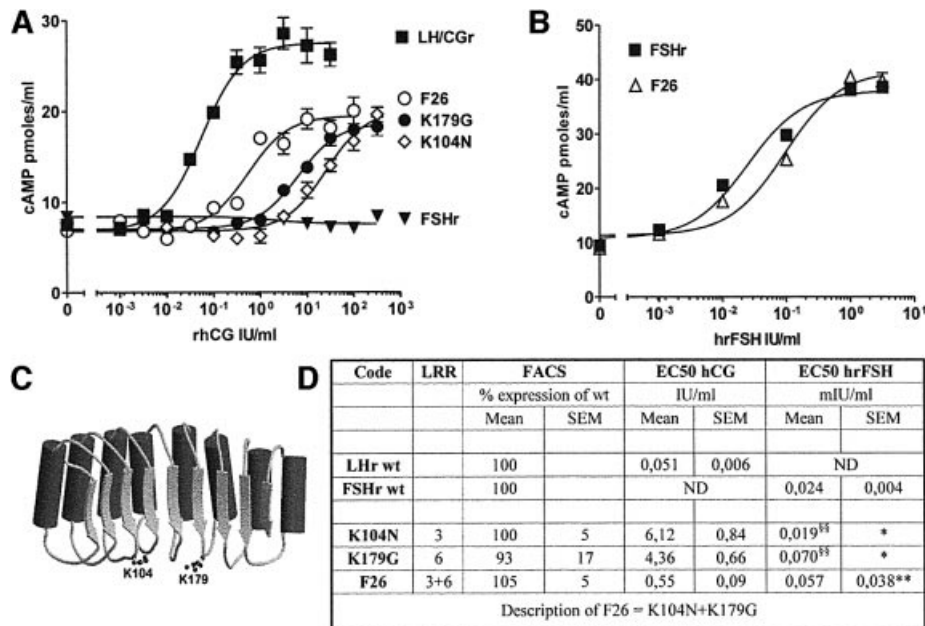 A
30
20
10
0
cAMP pmoles/ml
0 10-3 10-2 10-1 100 101 102 103
rhCG IU/ml
LH/CGr
F26
K179G
K104N
FSHr
B
50
40
30
20
10
0
cAMP pmoles/ml
0 10-3 10-2 10-1 100 101
hrFSH IU/ml
FSHr
F26
C
K104 K179
D
Code LRR FACS EC50 hCG EC50 hrFSH
% expression of wt IU/ml mIU/ml
Mean SEM Mean SEM Mean SEM
LHr wt 100 0,051 0,006 ND
FSHr wt 100 ND 0,024 0,004
K104N 3 100 5 6,12 0,84 0,019§§ *
K179G 6 93 17 4,36 0,66 0,070§§ *
F26 3+6 105 5 0,55 0,09 0,057 0,038**
Description of F26 = K104N+K179G